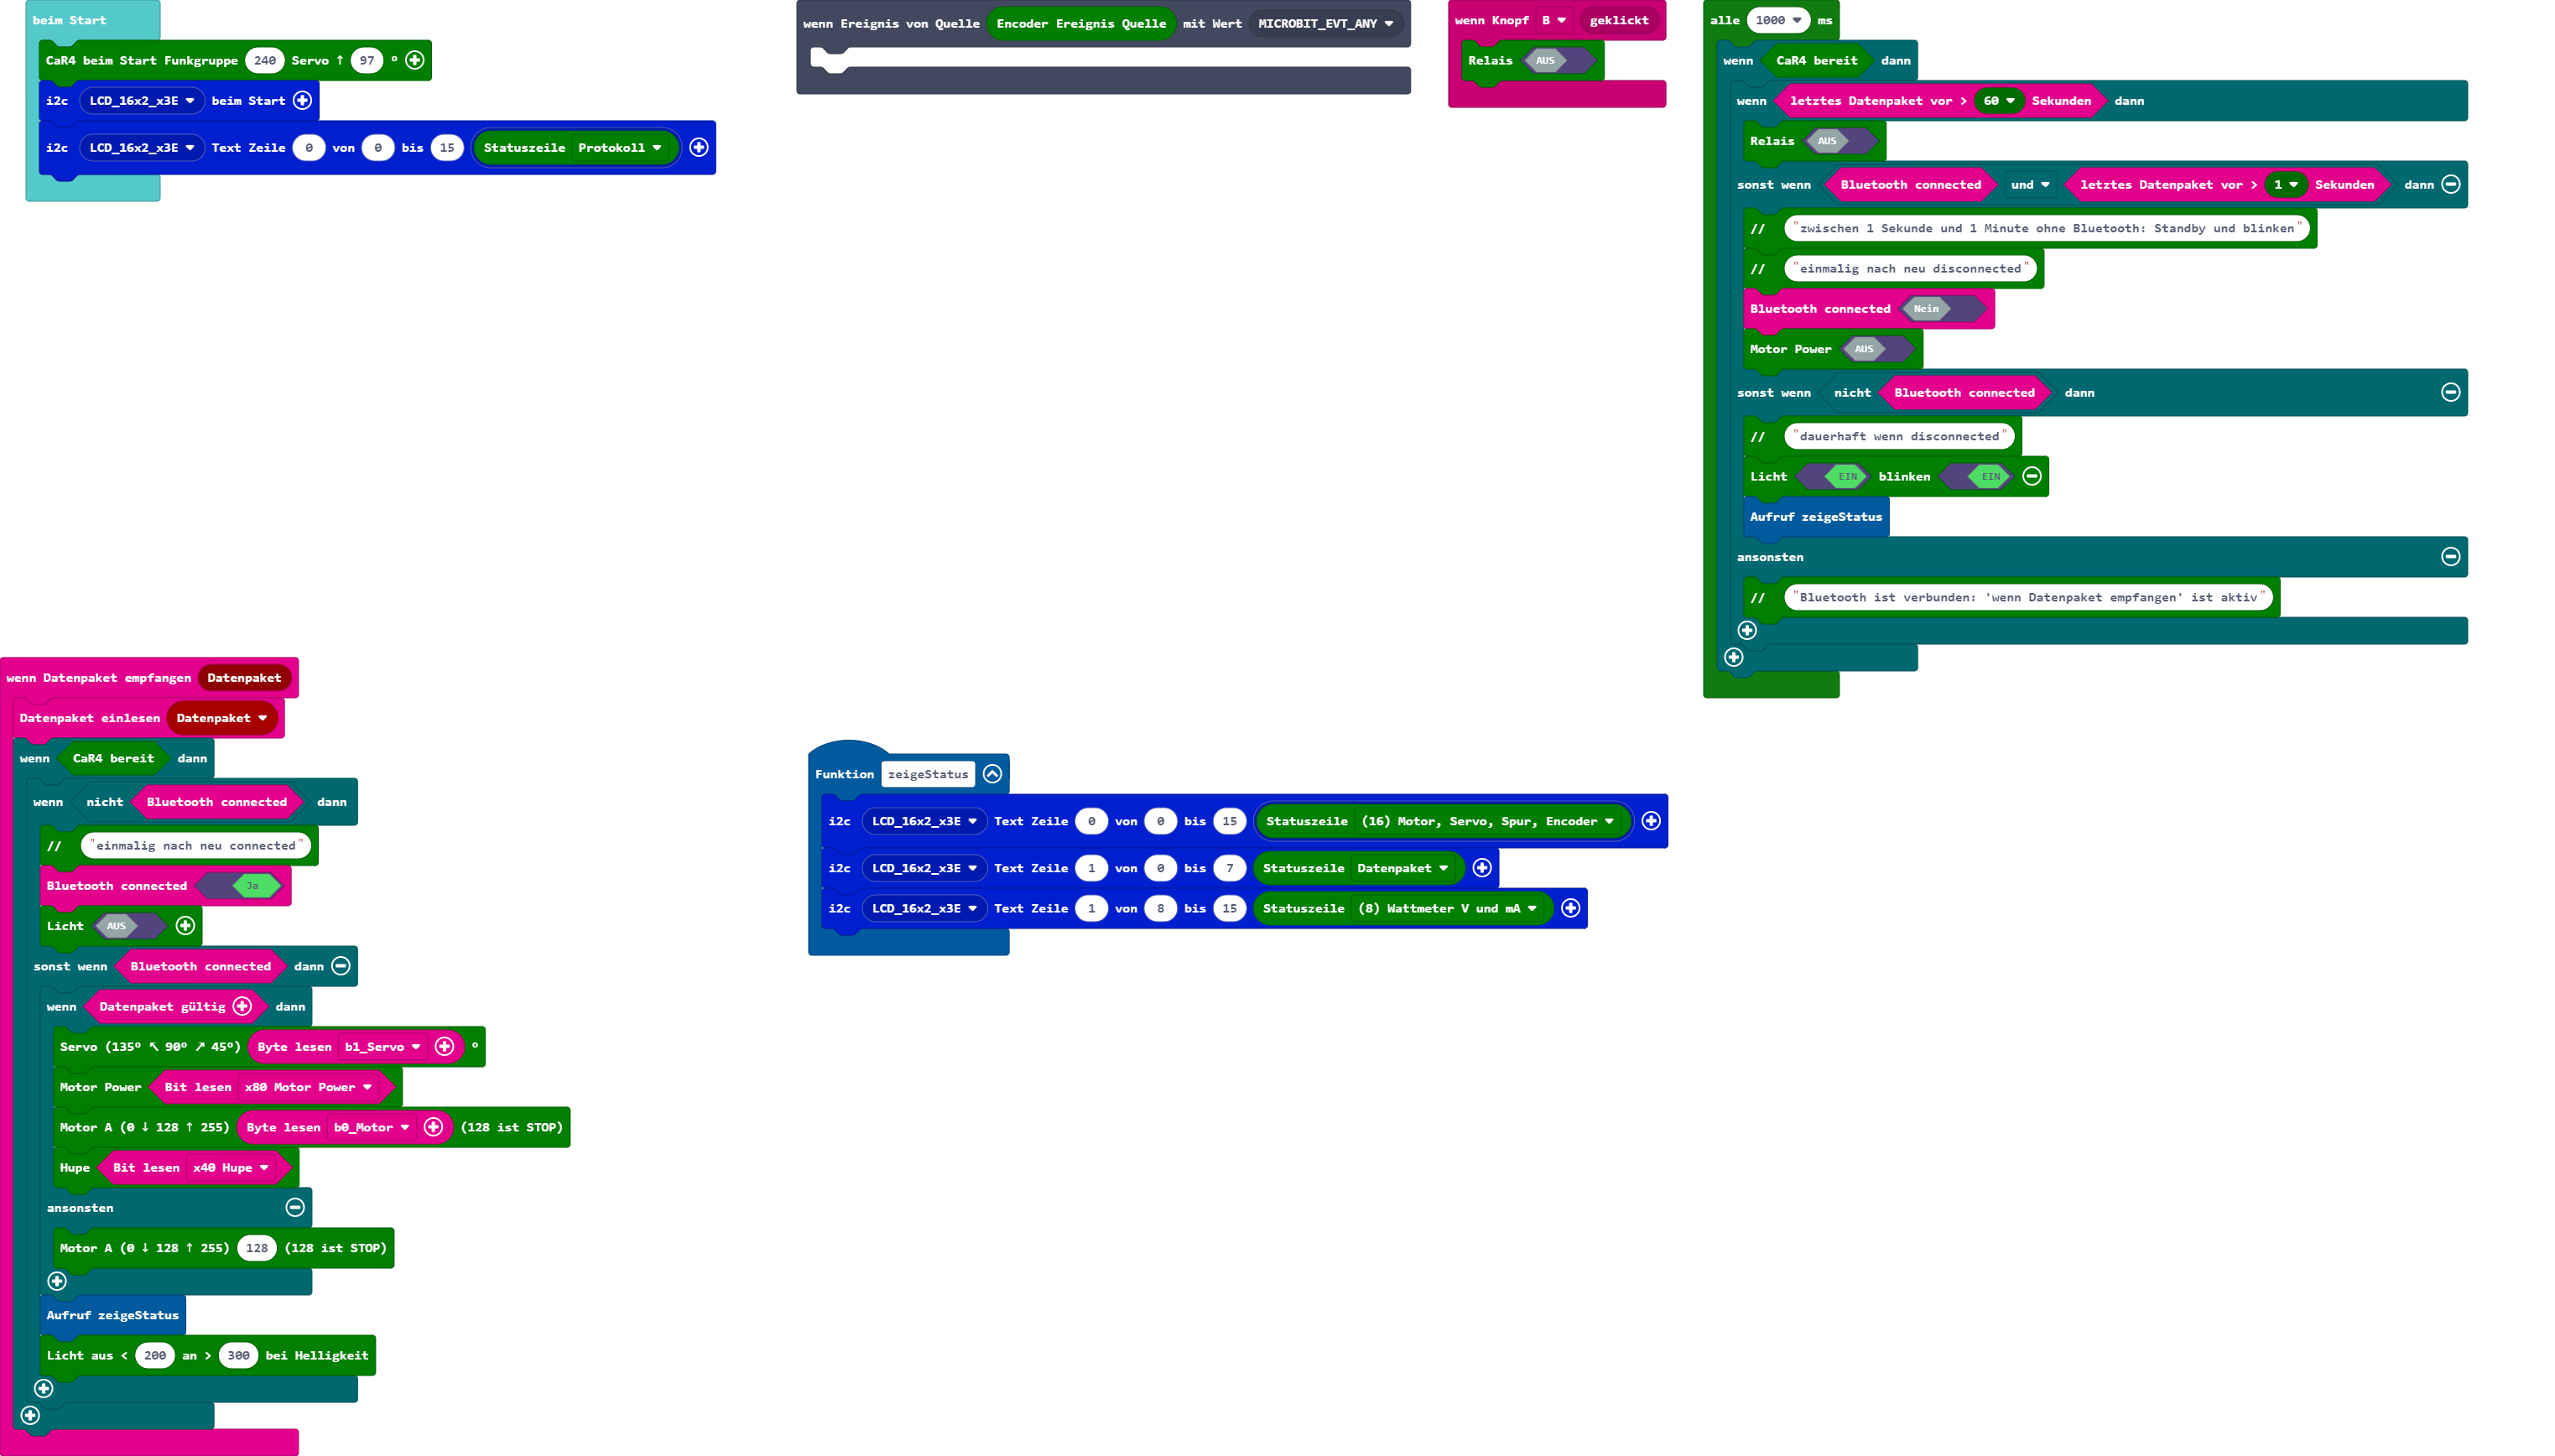 beim Start
CaR4 beim Start Funkgruppe 240 Servo ↑ 97 °
i2c LCD_16x2_x3E beim Start
i2c LCD_16x2_x3E Text Zeile 0 von 0 bis 15 Statuszeile Protokoll
wenn Ereignis von Quelle Encoder Ereignis Quelle mit Wert MICROBIT_EVT_ANY
wenn Knopf B geklickt
Relais AUS
alle 1000 ms
wenn CaR4 bereit dann
wenn letztes Datenpaket vor > 60 Sekunden dann
Relais AUS
sonst wenn Bluetooth connected und letztes Datenpaket vor > 1 Sekunden dann
// "zwischen 1 Sekunde und 1 Minute ohne Bluetooth: Standby und blinken"
// "einmalig nach neu disconnected"
Bluetooth connected Nein
Motor Power AUS
sonst wenn nicht Bluetooth connected dann
// "dauerhaft wenn disconnected"
Licht EIN blinken EIN
Aufruf zeigeStatus
ansonsten
// "Bluetooth ist verbunden: 'wenn Datenpaket empfangen' ist aktiv"
wenn Datenpaket empfangen Datenpaket
Datenpaket einlesen Datenpaket
wenn CaR4 bereit dann
wenn nicht Bluetooth connected dann
// "einmalig nach neu connected"
Bluetooth connected Ja
Licht AUS
sonst wenn Bluetooth connected dann
wenn Datenpaket gültig dann
Servo (135° ↖ 90° ↗ 45°) Byte lesen b1_Servo °
Motor Power Bit lesen x80 Motor Power
Motor A (0 ↓ 128 ↑ 255) Byte lesen b0_Motor (128 ist STOP)
Hupe Bit lesen x40 Hupe
ansonsten
Motor A (0 ↓ 128 ↑ 255) 128 (128 ist STOP)
Aufruf zeigeStatus
Licht aus < 200 an > 300 bei Helligkeit
Funktion zeigeStatus
i2c LCD_16x2_x3E Text Zeile 0 von 0 bis 15 Statuszeile (16) Motor, Servo, Spur, Encoder
i2c LCD_16x2_x3E Text Zeile 1 von 0 bis 7 Statuszeile Datenpaket
i2c LCD_16x2_x3E Text Zeile 1 von 8 bis 15 Statuszeile (8) Wattmeter V und mA